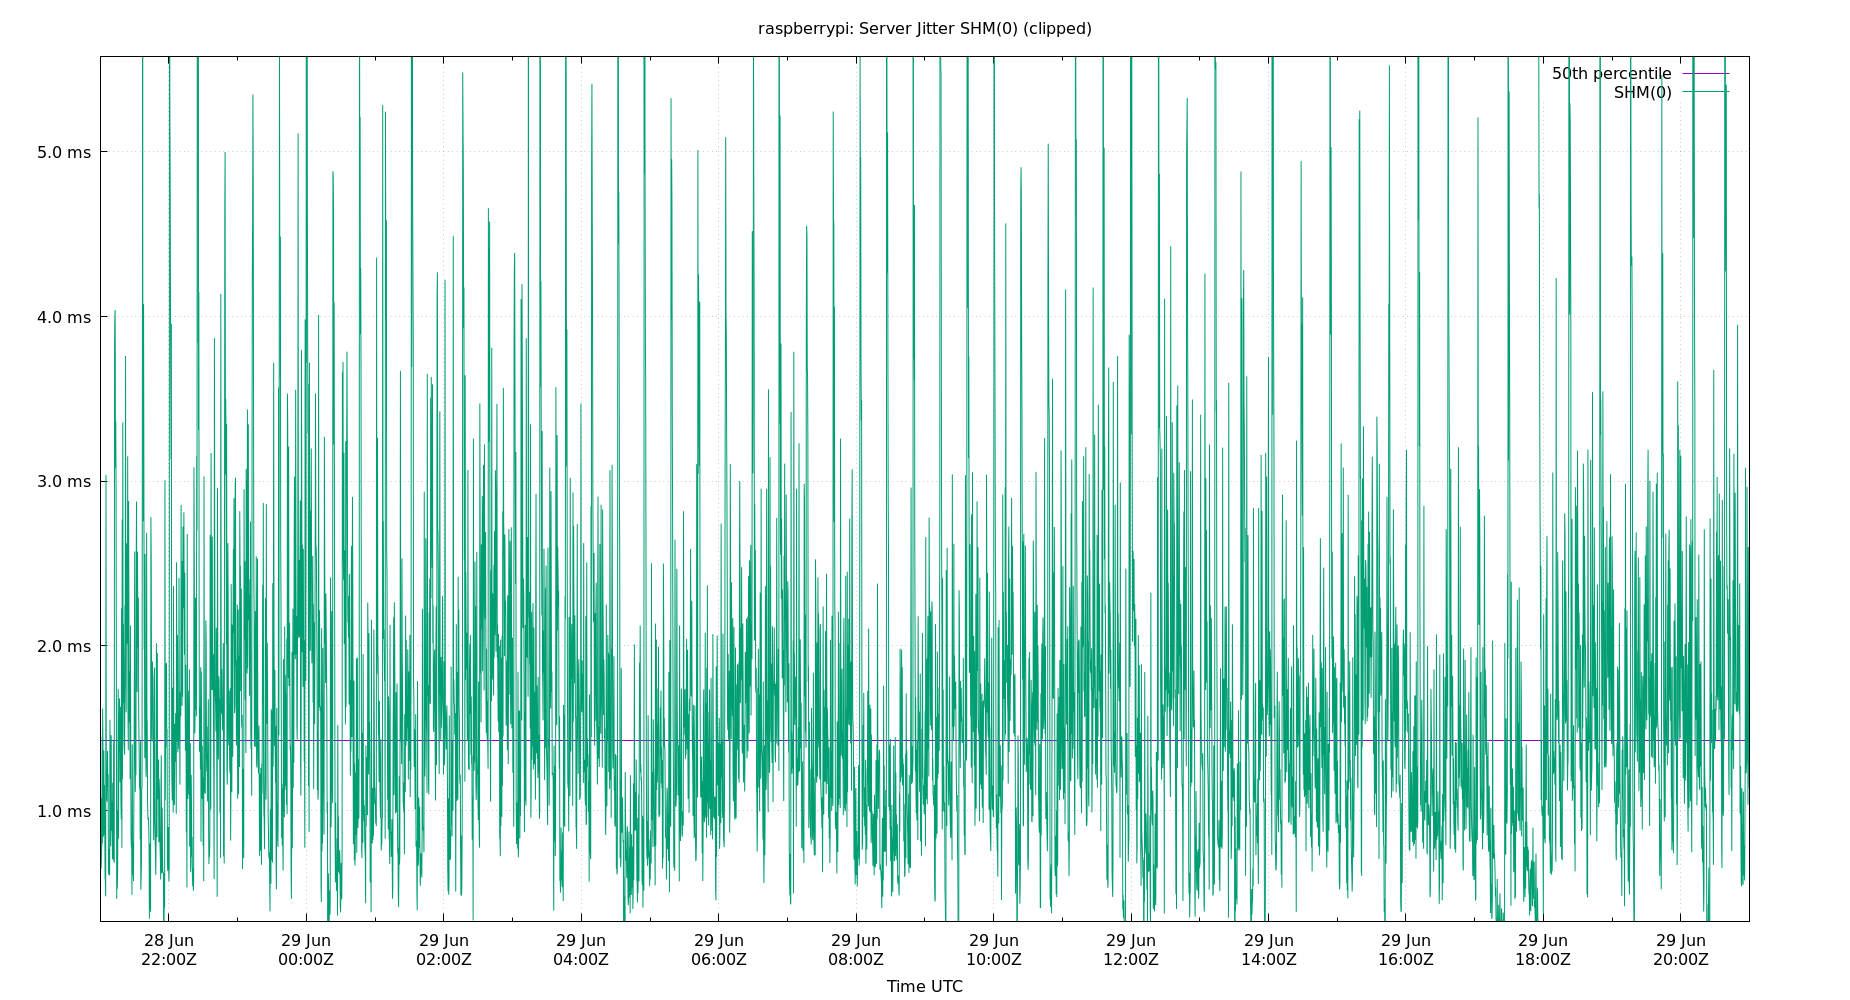 raspberrypi: Server Jitter SHM(0) (clipped)
50th percentile
SHM(0)
5.0 ms
4.0 ms
3.0 ms
2.0 ms
1.0 ms
28 Jun 29 Jun 29 Jun 29 Jun 29 Jun 29 Jun 29 Jun 29 Jun 29 Jun 29 Jun 29 Jun 29 Jun
22:00Z 00:00Z 02:00Z 04:00Z 06:00Z 08:00Z 10:00Z 12:00Z 14:00Z 16:00Z 18:00Z 20:00Z
Time UTC